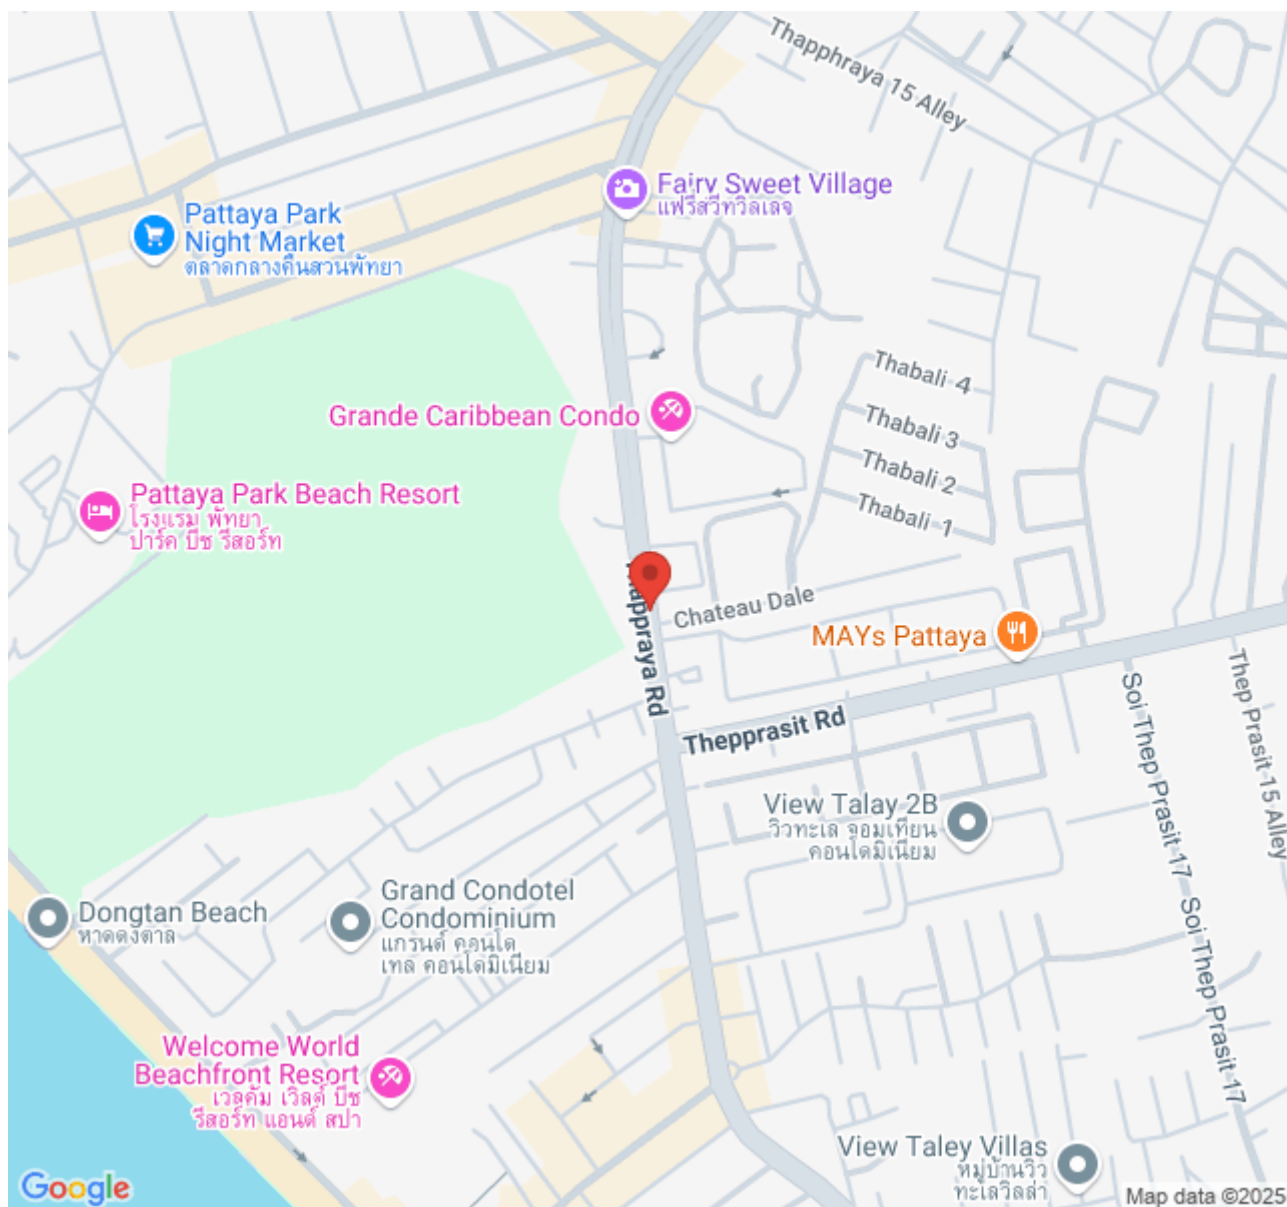 Thapphraya 15 Alley
Fairy Sweet Village
แฟรี่สวีทวิลเลจ
Pattaya Park
Night Market
ตลาดกลางคืนสวนพัทยา
Thabali 4
Grande Caribbean Condo
Thabali 3
Thabali 2
Pattaya Park Beach Resort
โรงแรม พัทยา
ปาร์ค บีช รีสอร์ท
Thabali 1
Thappraya Rd
Chateau Dale
MAYs Pattaya
Thepprasit Rd
Soi Thep Prasit 17
Thep Prasit 15 Alley
View Talay 2B
วิวทะเล จอมเทียน
คอนโดมิเนียม
Grand Condotel
Condominium
แกรนด์ คอนโด
เทล คอนโดมิเนียม
Dongtan Beach
หาดดงตาล
Soi Thep Prasit 17
Welcome World
Beachfront Resort
เวลคัม เวิลด์ บีช
รีสอร์ท แอนด์ สปา
View Taley Villas
หมู่บ้านวิว
ทะเลวิลล่า
Google
Map data ©2025